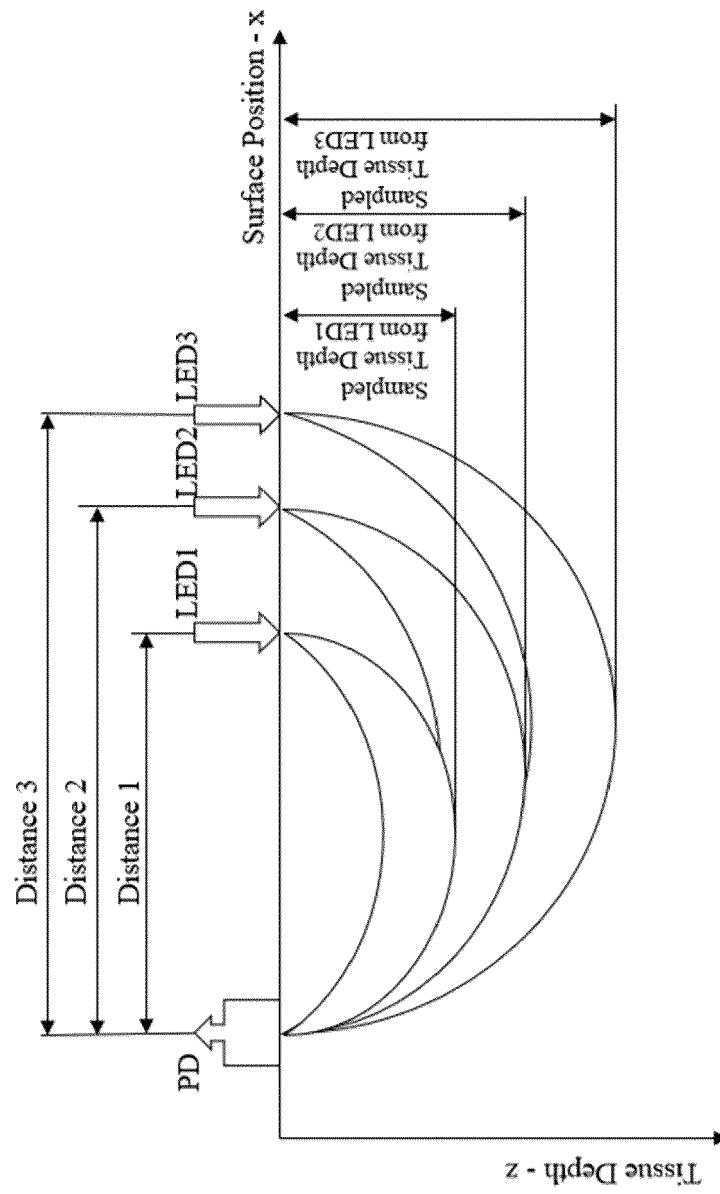 Distance 3
Distance 2
Distance 1
PD
LED1
LED2
LED3
Surface Position - x
Sampled
Tissue Depth
from LED1
Sampled
Tissue Depth
from LED2
Sampled
Tissue Depth
from LED3
Tissue Depth - z